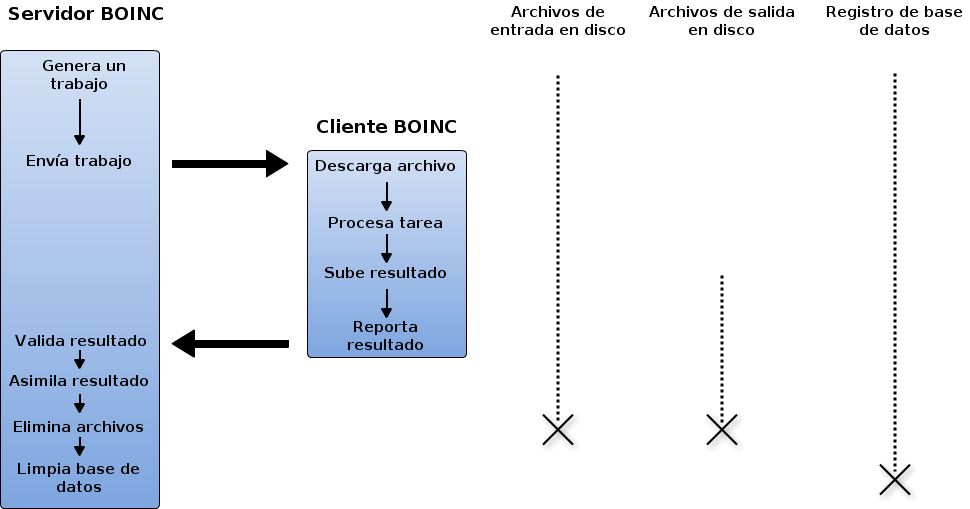 Servidor BOINC
Genera un
trabajo
Envía trabajo
Valida resultado
Asimila resultado
Elimina archivos
Limpia base de
datos
Cliente BOINC
Descarga archivo
Procesa tarea
Sube resultado
Reporta
resultado
Archivos de
entrada en disco
Archivos de salida
en disco
Registro de base
de datos